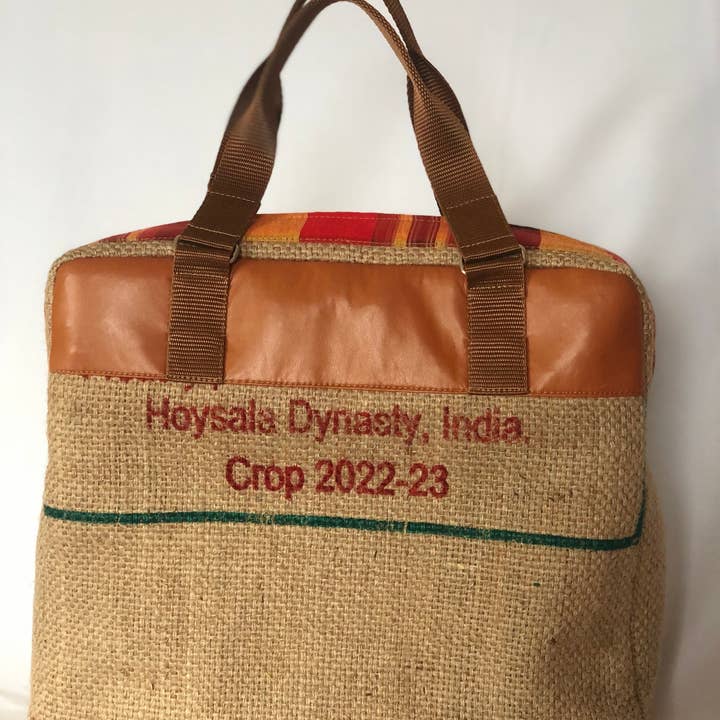 Hoysala Dynasty, India.
Crop 2022-23